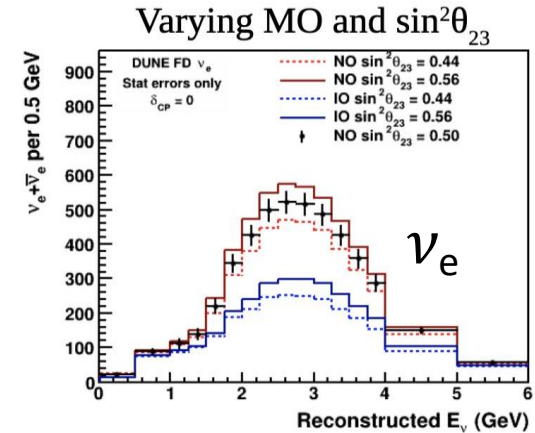 Varying MO and sin²θ₂₃
DUNE FD νₑ
Stat errors only
δ_CP = 0
NO sin²θ₂₃ = 0.44
NO sin²θ₂₃ = 0.56
IO sin²θ₂₃ = 0.44
IO sin²θ₂₃ = 0.56
NO sin²θ₂₃ = 0.50
νₑ+ν̅ₑ per 0.5 GeV
900
800
700
600
500
400
300
200
100
0
νₑ
0 1 2 3 4 5 6
Reconstructed E_ν (GeV)